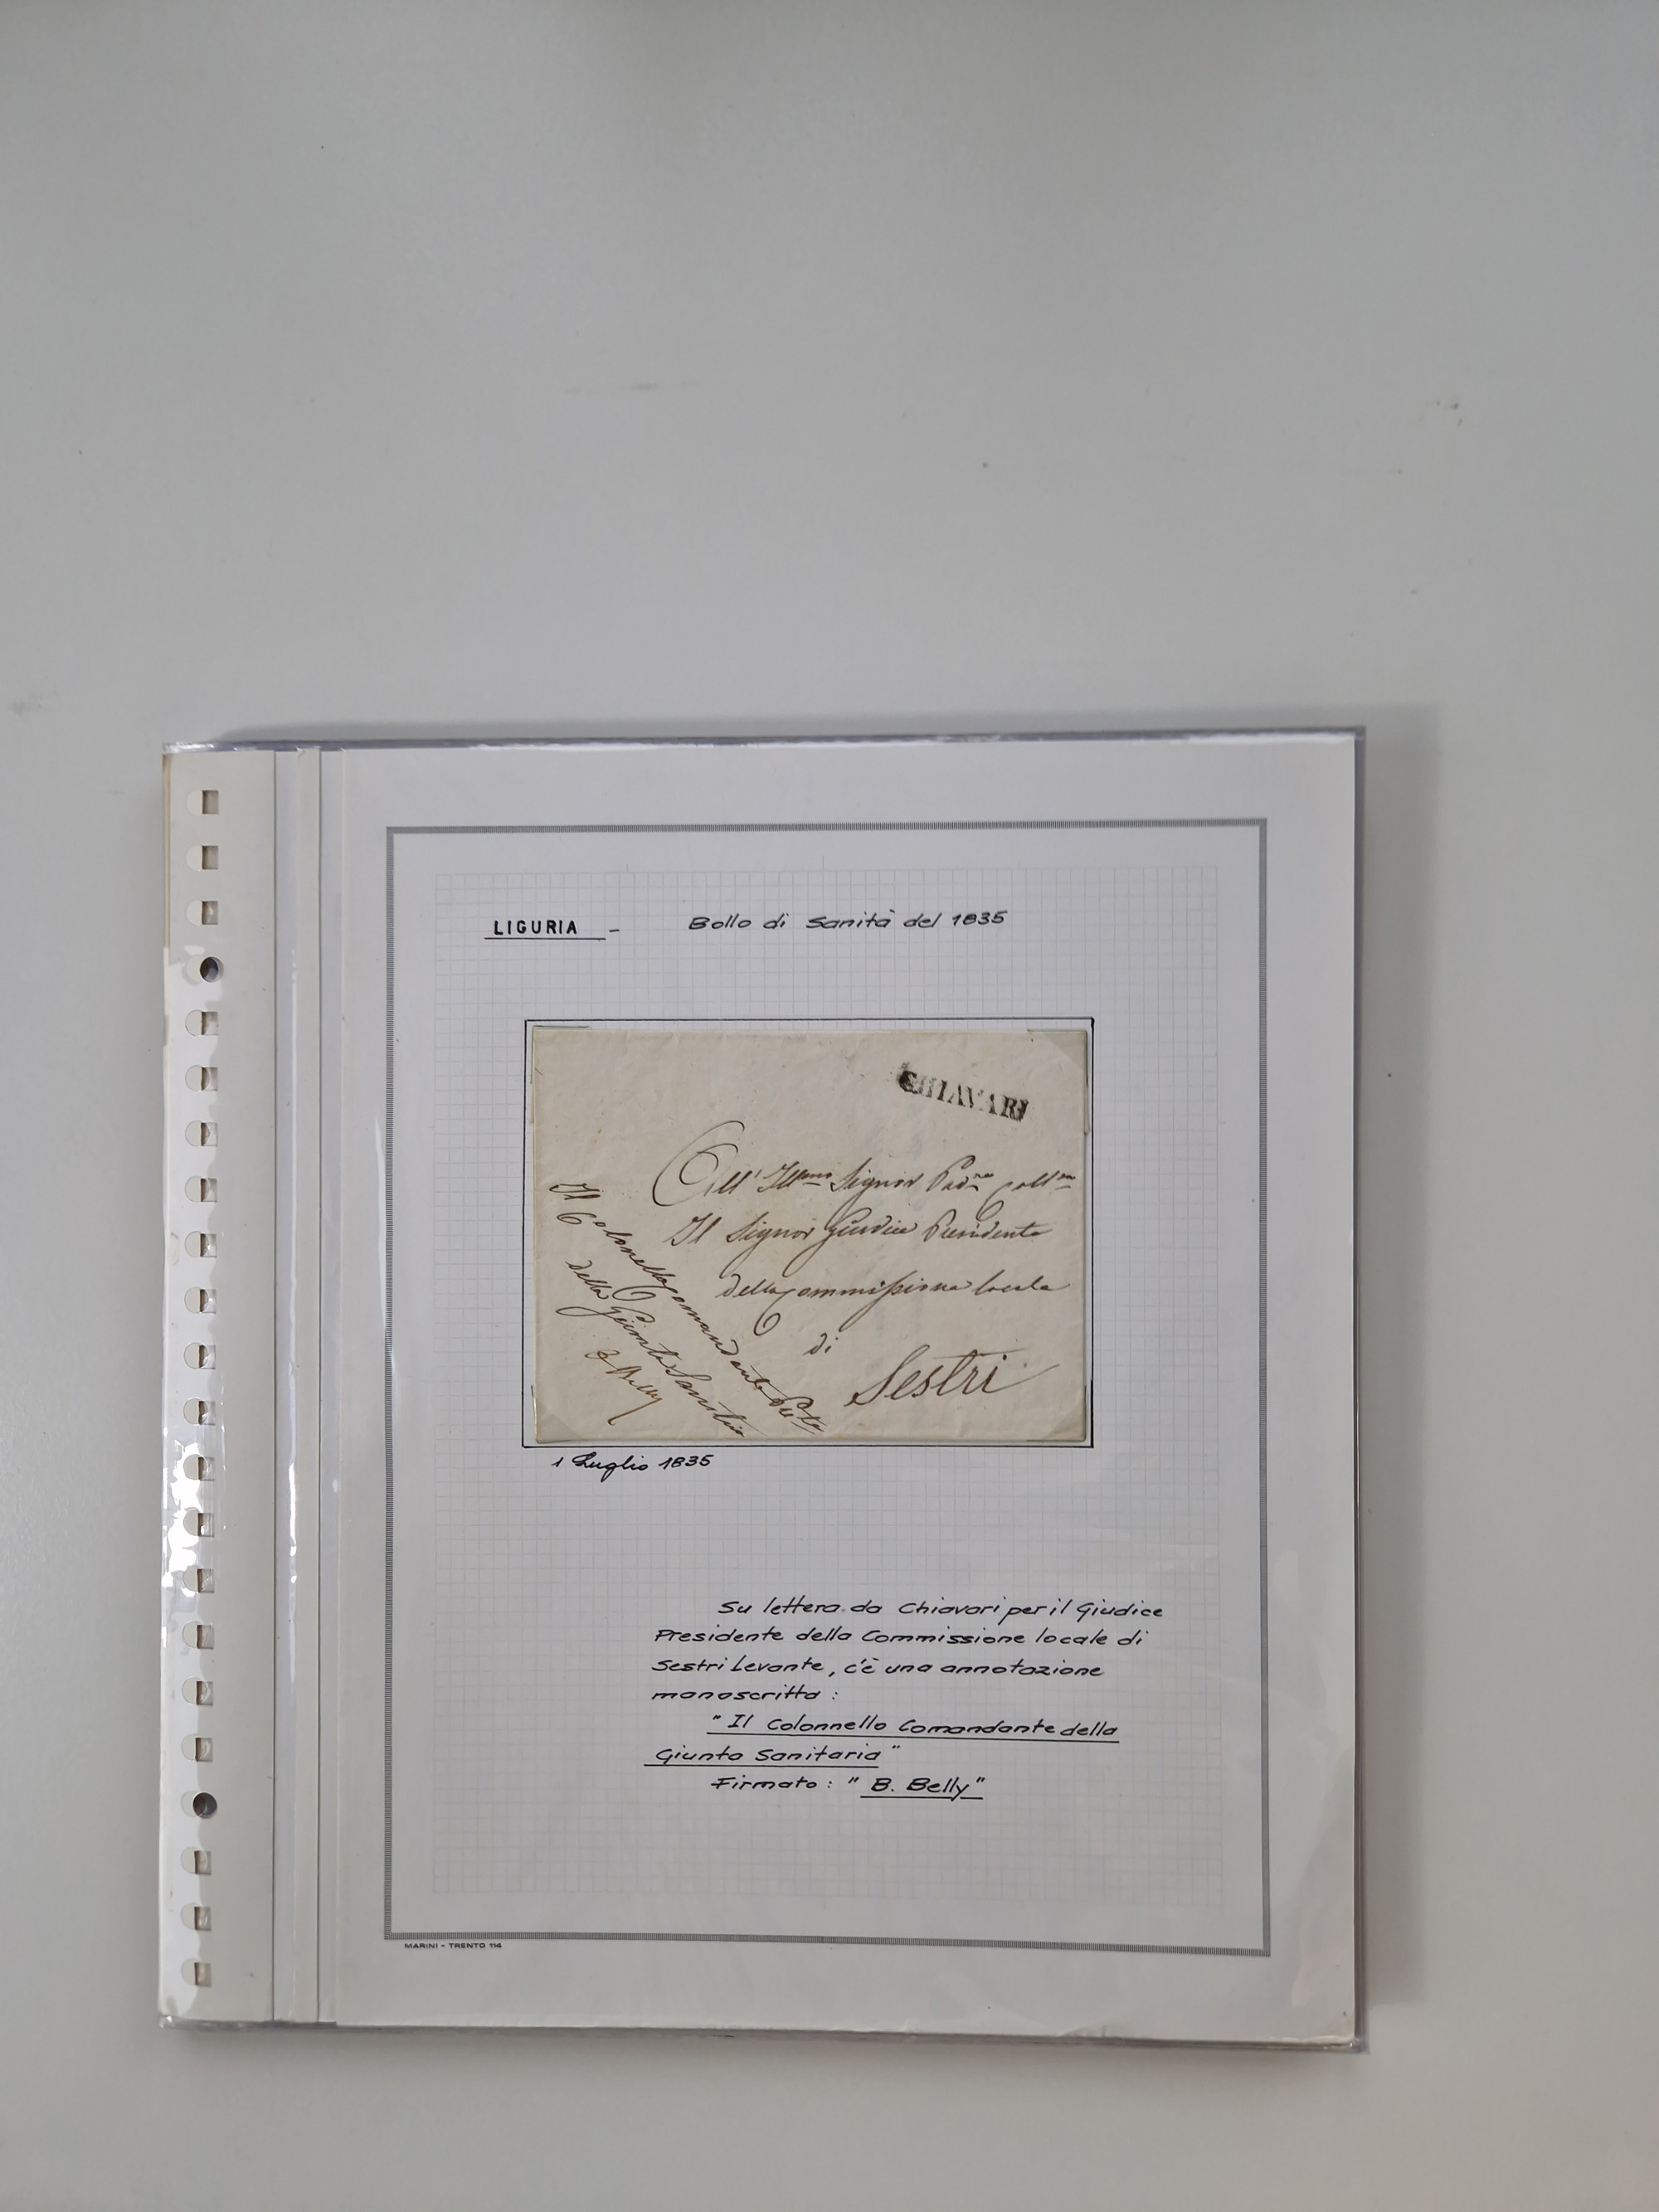 LIGURIA - Bollo di Sanità del 1835
CHIAVARI
All' Ill.mo Signor Pad.ne Coll.mo
Il Signor Giudice Presidente
della Commissione locale
di
Sestri
Il Colonnello Comandante
della Giunta Sanitaria
B Belly
1 Luglio 1835
Su lettera da Chiavari per il Giudice
Presidente della Commissione locale di
Sestri Levante, c'è una annotazione
manoscritta :
" Il Colonnello Comandante della
Giunta Sanitaria "
Firmato : " B. Belly "
MARINI - TRENTO 114